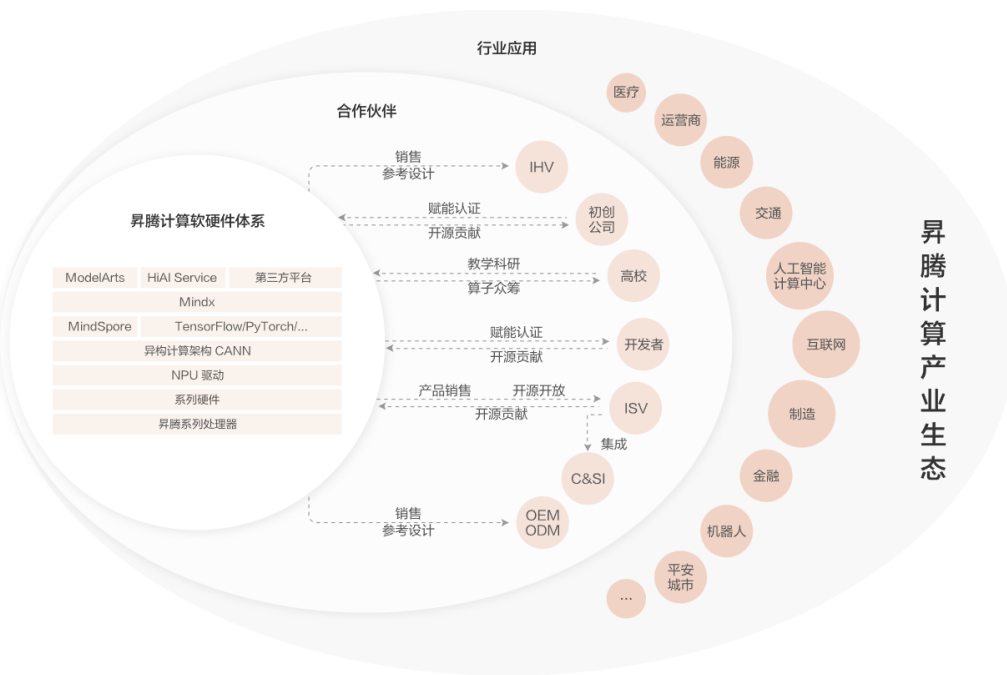 行业应用
合作伙伴
昇腾计算软硬件体系
ModelArts
HiAI Service
第三方平台
Mindx
MindSpore
TensorFlow/PyTorch/...
异构计算架构 CANN
NPU 驱动
系列硬件
昇腾系列处理器
销售
参考设计
IHV
赋能认证
开源贡献
初创
公司
教学科研
算子众筹
高校
赋能认证
开源贡献
开发者
产品销售
开源开放
开源贡献
ISV
集成
C&SI
销售
参考设计
OEM
ODM
医疗
运营商
能源
交通
人工智能
计算中心
互联网
制造
金融
机器人
平安
城市
...
昇腾计算产业生态